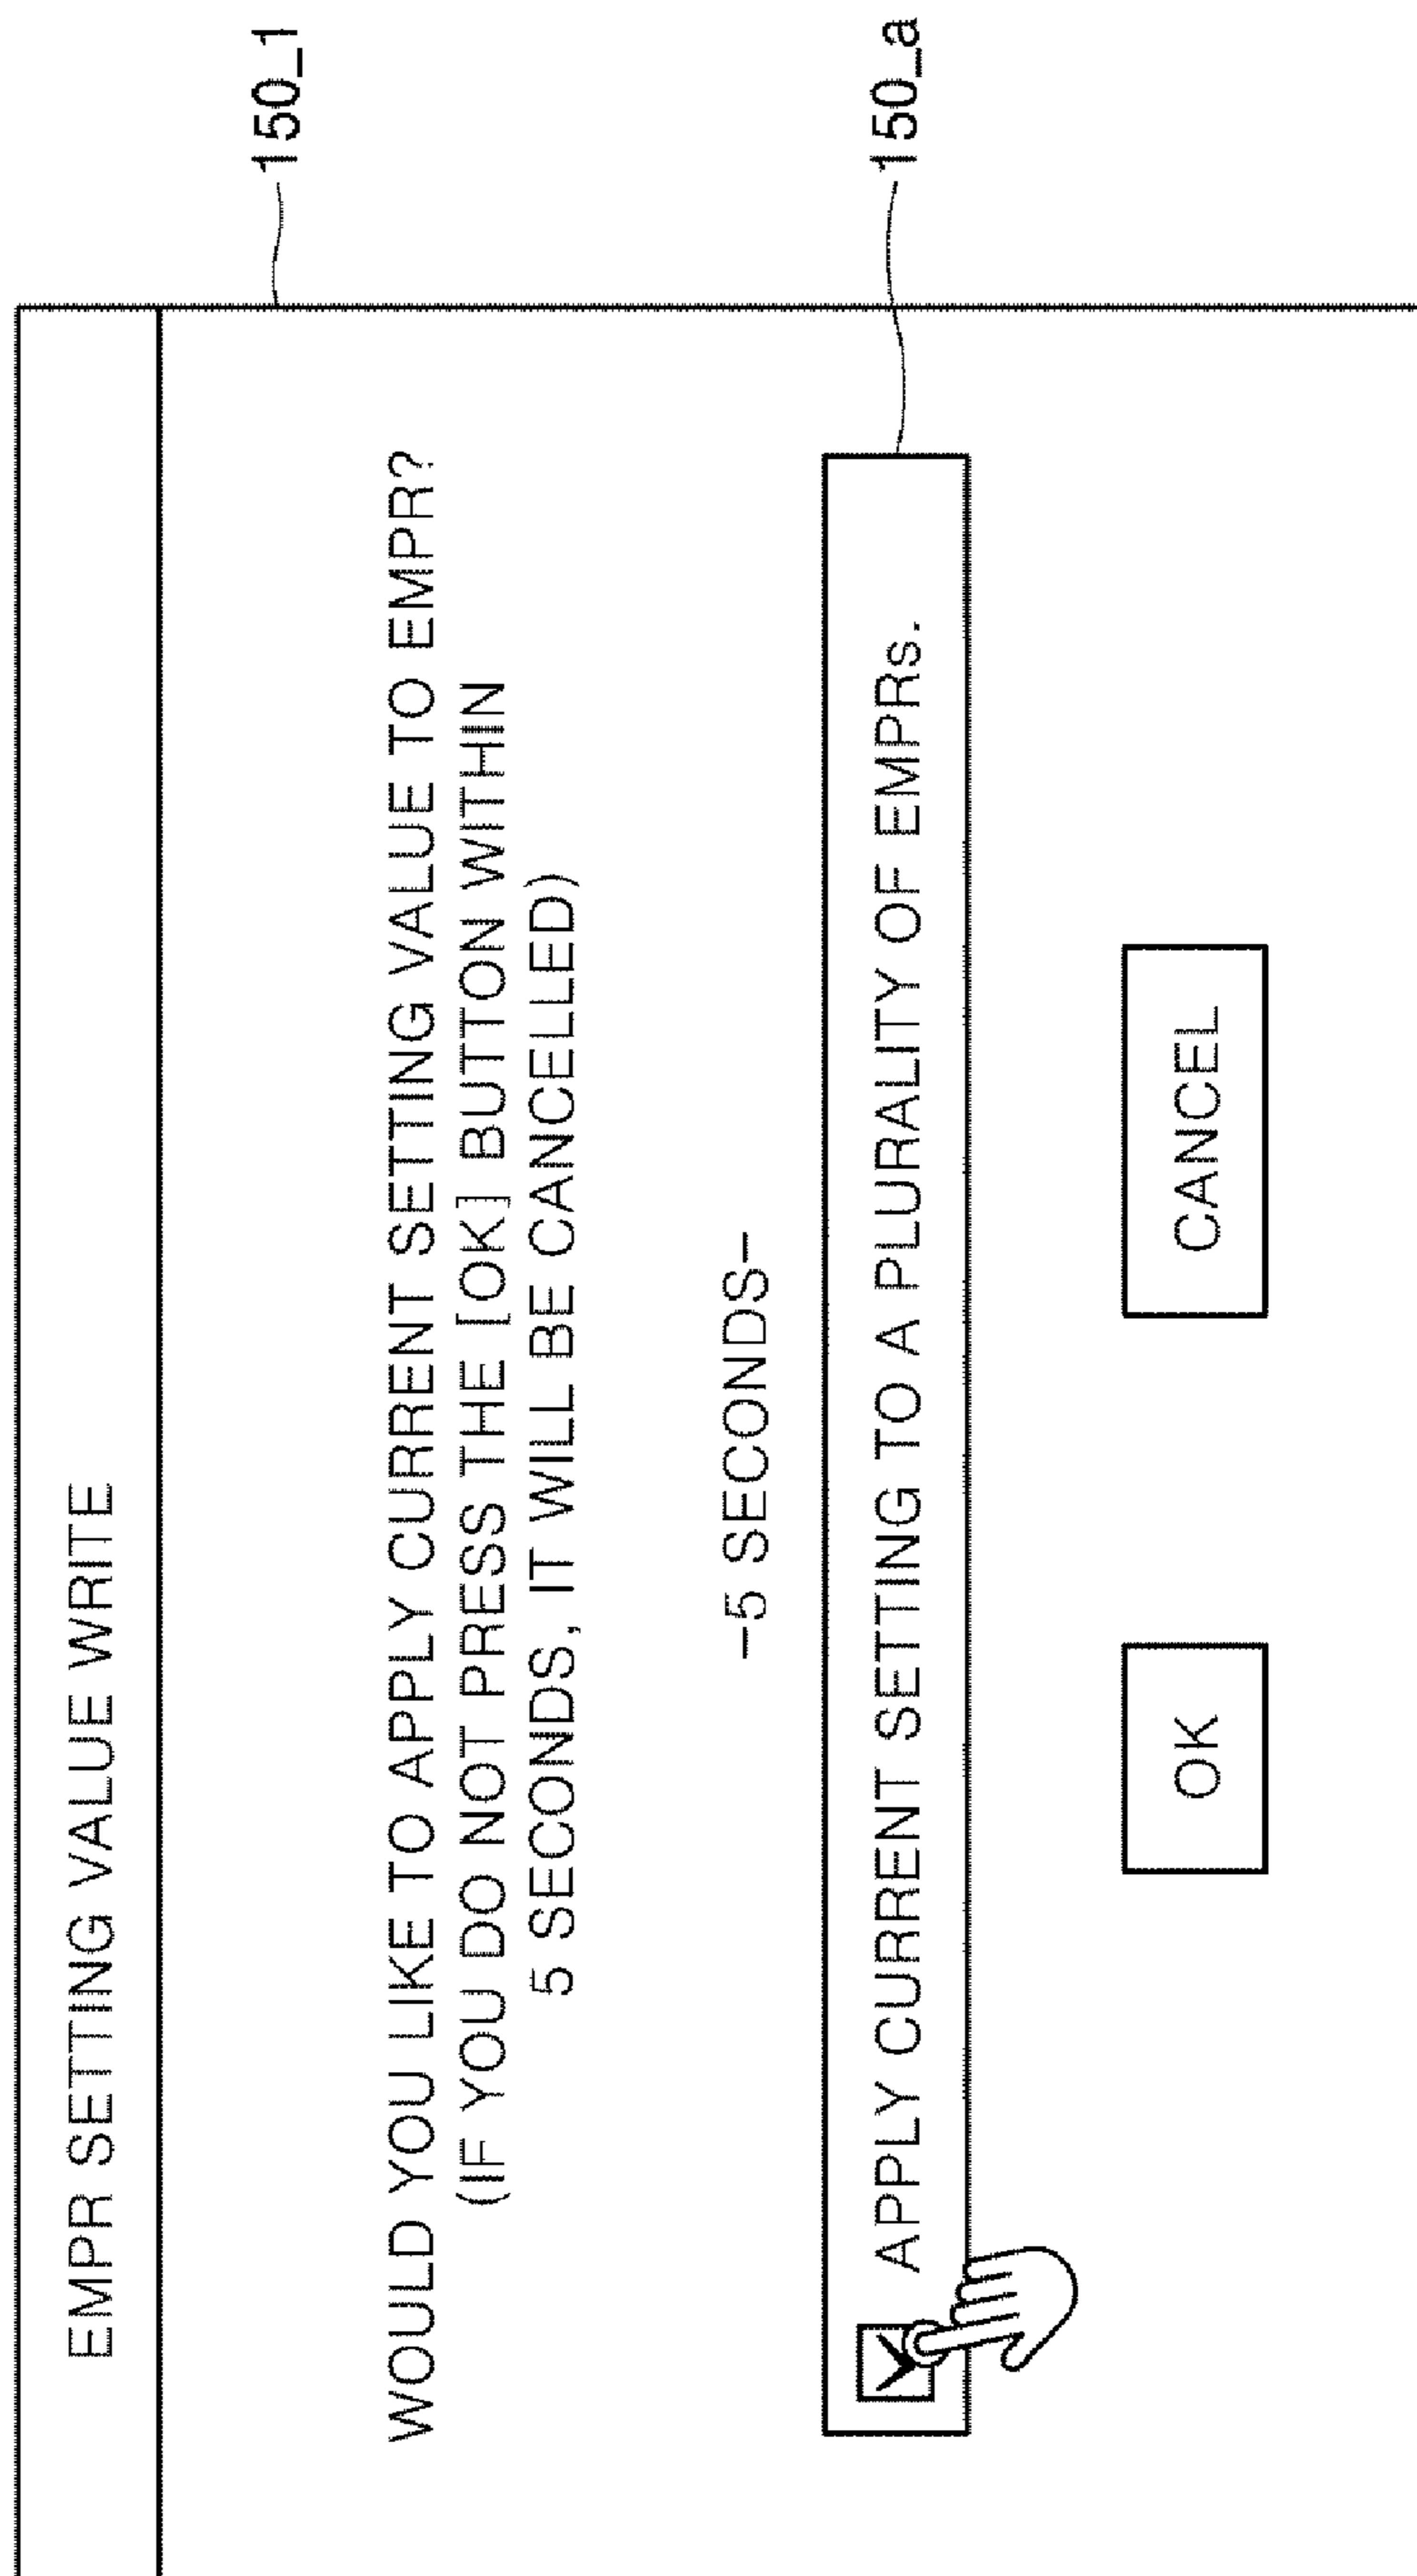 EMPR SETTING VALUE WRITE
150_1
WOULD YOU LIKE TO APPLY CURRENT SETTING VALUE TO EMPR?
(IF YOU DO NOT PRESS THE [OK] BUTTON WITHIN
5 SECONDS, IT WILL BE CANCELLED)
-5 SECONDS-
APPLY CURRENT SETTING TO A PLURALITY OF EMPRs.
150_a
OK
CANCEL